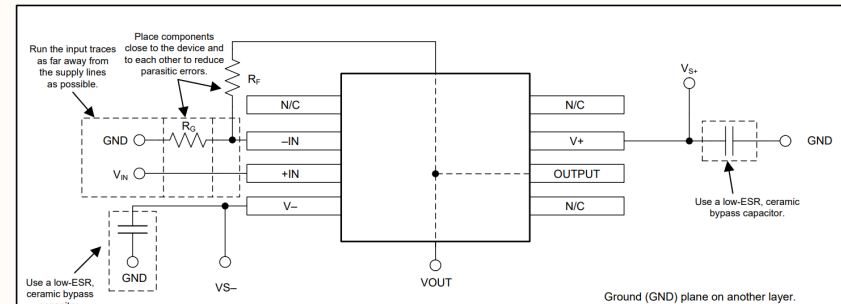 Run the input traces
as far away from
the supply lines
as possible.
Place components
close to the device and
to each other to reduce
parasitic errors.
RF
VS+
N/C
N/C
RG
GND
–IN
V+
GND
VIN
+IN
OUTPUT
V–
N/C
Use a low-ESR, ceramic
bypass capacitor.
GND
VS–
VOUT
Use a low-ESR,
ceramic bypass
Ground (GND) plane on another layer.